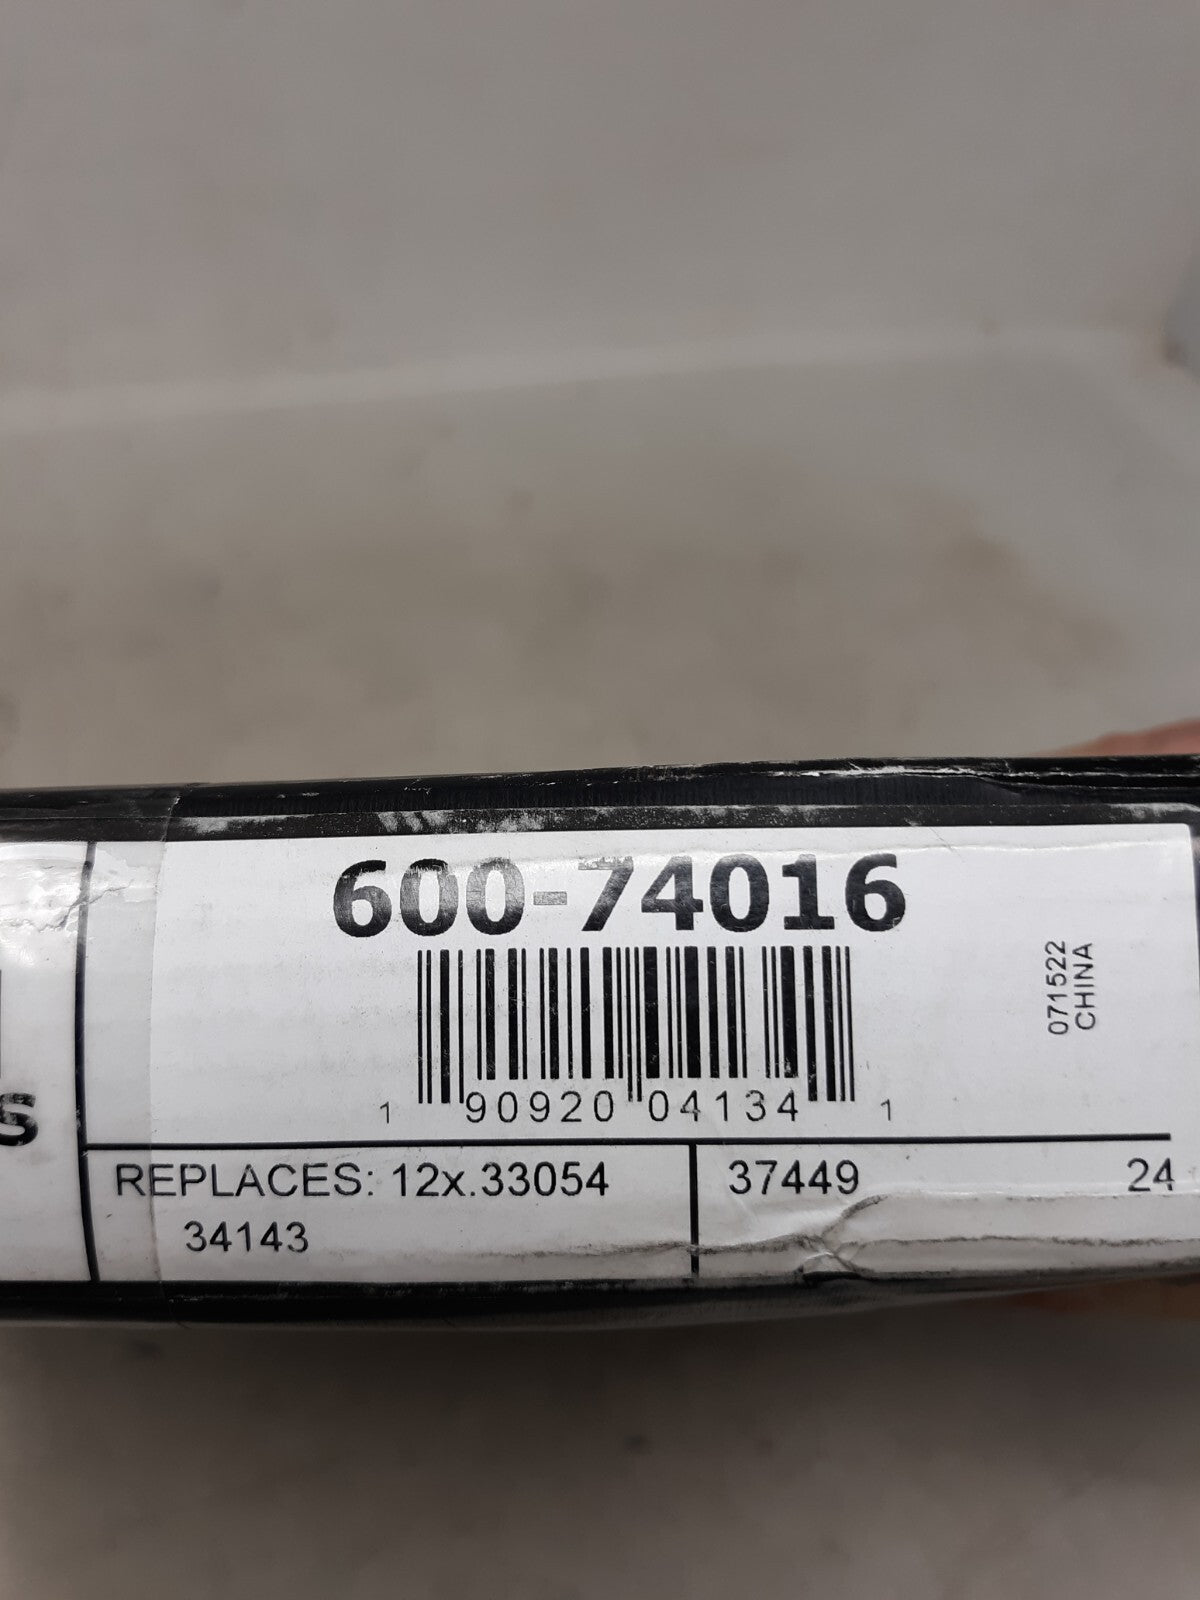 600-74016
071522
CHINA
1 90920 04134 1
REPLACES: 12x.33054
34143
37449 24
S